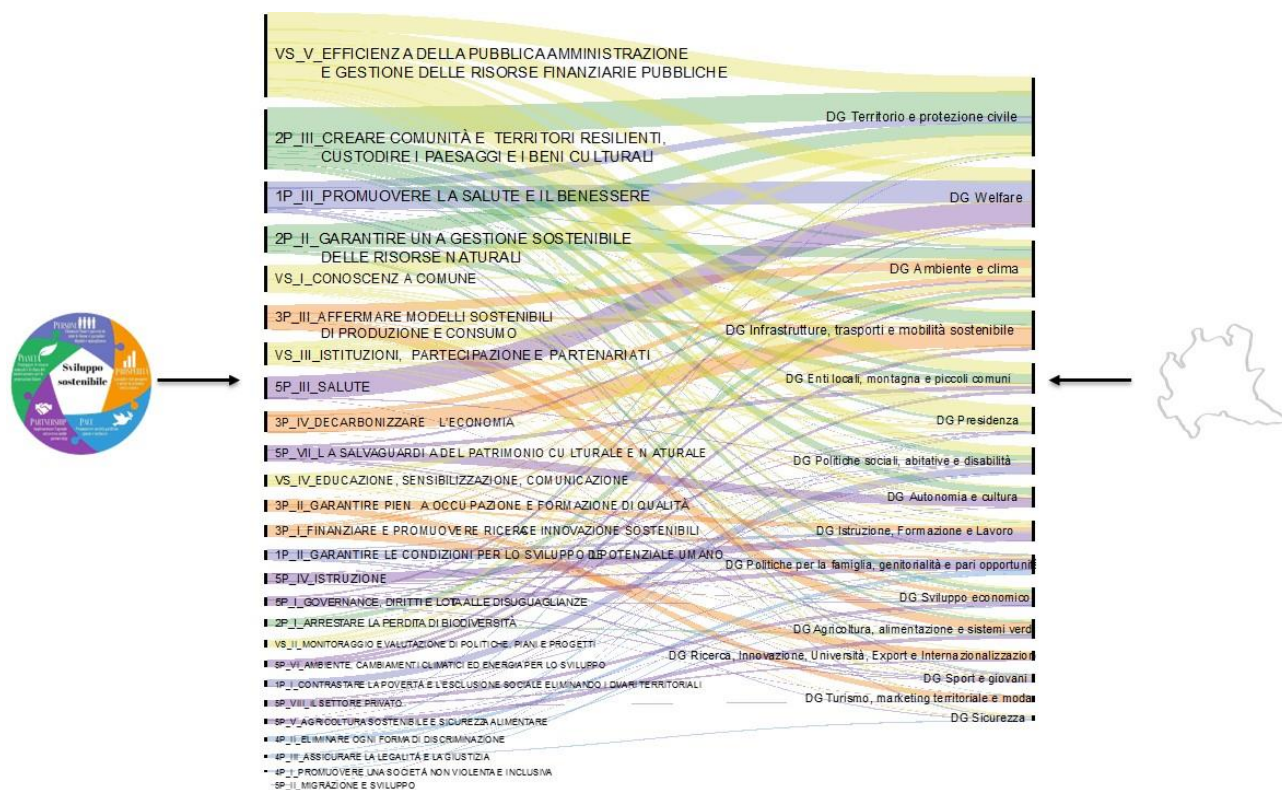 VS_V_EFFICIENZA DELLA PUBBLICA AMMINISTRAZIONE
E GESTIONE DELLE RISORSE FINANZIARIE PUBBLICHE
2P_III_CREARE COMUNITÀ E TERRITORI RESILIENTI,
CUSTODIRE I PAESAGGI E I BENI CULTURALI
1P_III_PROMUOVERE LA SALUTE E IL BENESSERE
2P_II_GARANTIRE UNA GESTIONE SOSTENIBILE
DELLE RISORSE NATURALI
VS_I_CONOSCENZA COMUNE
3P_III_AFFERMARE MODELLI SOSTENIBILI
DI PRODUZIONE E CONSUMO
VS_III_ISTITUZIONI, PARTECIPAZIONE E PARTENARIATI
5P_III_SALUTE
3P_IV_DECARBONIZZARE L'ECONOMIA
5P_VII_LA SALVAGUARDIA DEL PATRIMONIO CULTURALE E NATURALE
VS_IV_EDUCAZIONE, SENSIBILIZZAZIONE, COMUNICAZIONE
3P_II_GARANTIRE PIENA OCCUPAZIONE E FORMAZIONE DI QUALITÀ
3P_I_FINANZIARE E PROMUOVERE RICERCA E INNOVAZIONE SOSTENIBILI
1P_II_GARANTIRE LE CONDIZIONI PER LO SVILUPPO DEL POTENZIALE UMANO
5P_IV_ISTRUZIONE
5P_I_GOVERNANCE, DIRITTI E LOTA ALLE DISUGUAGLIANZE
2P_I_ARRESTARE LA PERDITA DI BIODIVERSITÀ
VS_II_MONITORAGGIO E VALUTAZIONE DI POLITICHE, PIANI E PROGETTI
5P_VI_AMBIENTE, CAMBIAMENTI CLIMATICI ED ENERGIA PER LO SVILUPPO
1P_I_CONTRASTARE LA POVERTÀ E L'ESCLUSIONE SOCIALE ELIMINANDO I DIVARI TERRITORIALI
5P_VIII_IL SETTORE PRIVATO
5P_V_AGRICOLTURA SOSTENIBILE E SICUREZZA ALIMENTARE
4P_II_ELIMINARE OGNI FORMA DI DISCRIMINAZIONE
4P_III_ASSICURARE LA LEGALITÀ E LA GIUSTIZIA
4P_I_PROMUOVERE UNA SOCIETÀ NON VIOLENTA E INCLUSIVA
5P_II_MIGRAZIONE E SVILUPPO
DG Territorio e protezione civile
DG Welfare
DG Ambiente e clima
DG Infrastrutture, trasporti e mobilità sostenibile
DG Enti locali, montagna e piccoli comuni
DG Presidenza
DG Politiche sociali, abitative e disabilità
DG Autonomia e cultura
DG Istruzione, Formazione e Lavoro
DG Politiche per la famiglia, genitorialità e pari opportunità
DG Sviluppo economico
DG Agricoltura, alimentazione e sistemi verdi
DG Ricerca, Innovazione, Università, Export e Internazionalizzazion
DG Sport e giovani
DG Turismo, marketing territoriale e moda
DG Sicurezza
PERSONE
PIANETA
PROSPERITÀ
Sviluppo
sostenibile
PARTNERSHIP
PACE